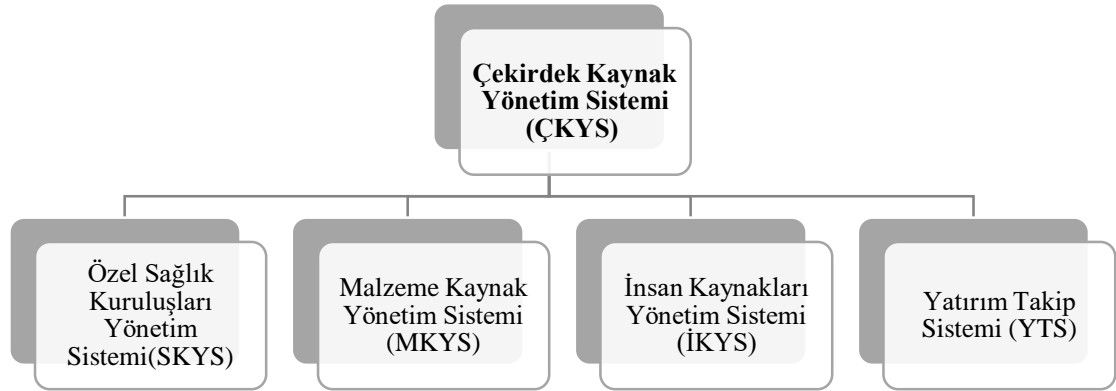 Çekirdek Kaynak
Yönetim Sistemi
(ÇKYS)
Özel Sağlık
Kuruluşları
Yönetim
Sistemi(SKYS)
Malzeme Kaynak
Yönetim Sistemi
(MKYS)
İnsan Kaynakları
Yönetim Sistemi
(İKYS)
Yatırım Takip
Sistemi (YTS)